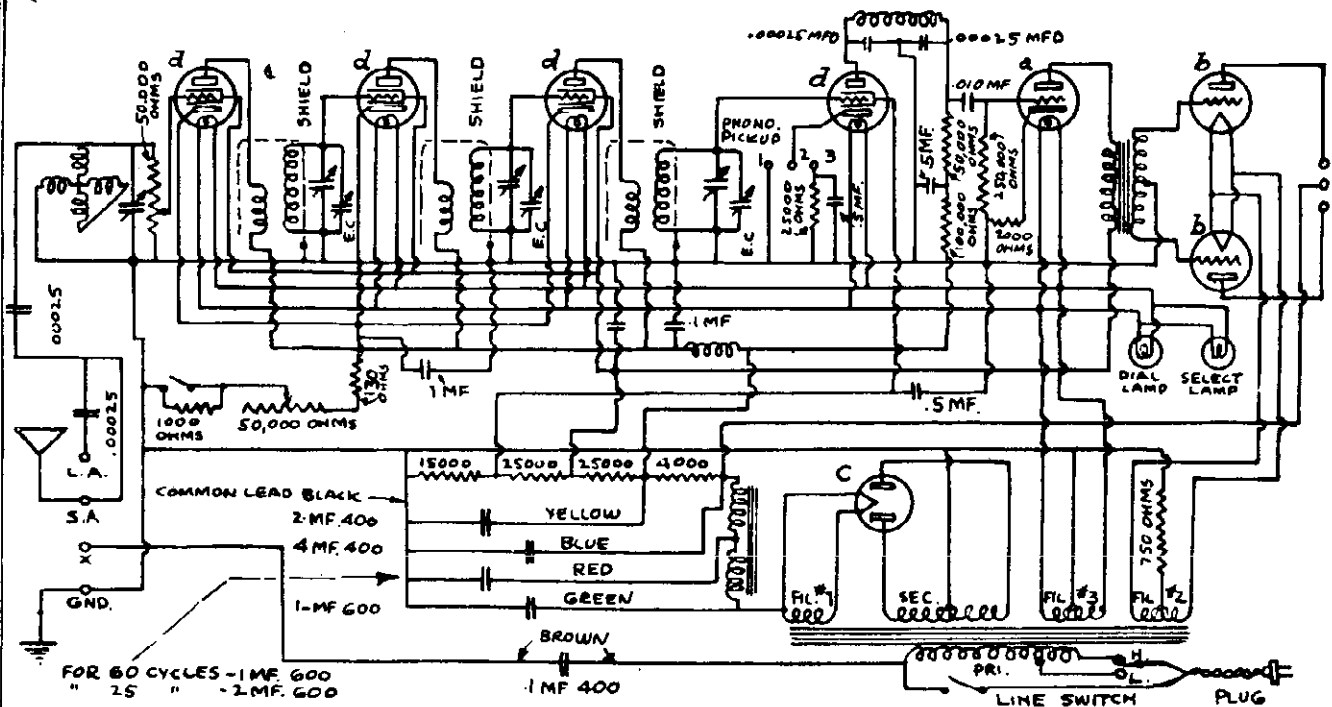 .00025 MFD
.00025 MFD
50,000
OHMS
d
d
d
d
a
b
SHIELD
SHIELD
SHIELD
.010 MF
PHONO.
PICKUP
1
2
3
25000
OHMS
.5 MF.
.5 MF.
100,000
OHMS
250,000
OHMS
2000
OHMS
E.C
E.C
E.C
b
.00025
.1 MF
130
OHMS
1 MF
DIAL
LAMP
SELECT
LAMP
.5 MF.
1000
OHMS
50,000 OHMS
.00025
L.A.
S.A
X
GND.
15000
25000
25000
4000
C
COMMON LEAD BLACK
2-MF. 400
YELLOW
4 MF. 400
BLUE
RED
1-MF 600
GREEN
750 OHMS
FIL. #1
SEC.
FIL #3
FIL #2
BROWN
.1 MF 400
FOR 60 CYCLES - 1 MF. 600
" 25 " - 2 MF. 600
PRI.
H.
L.
LINE SWITCH
PLUG